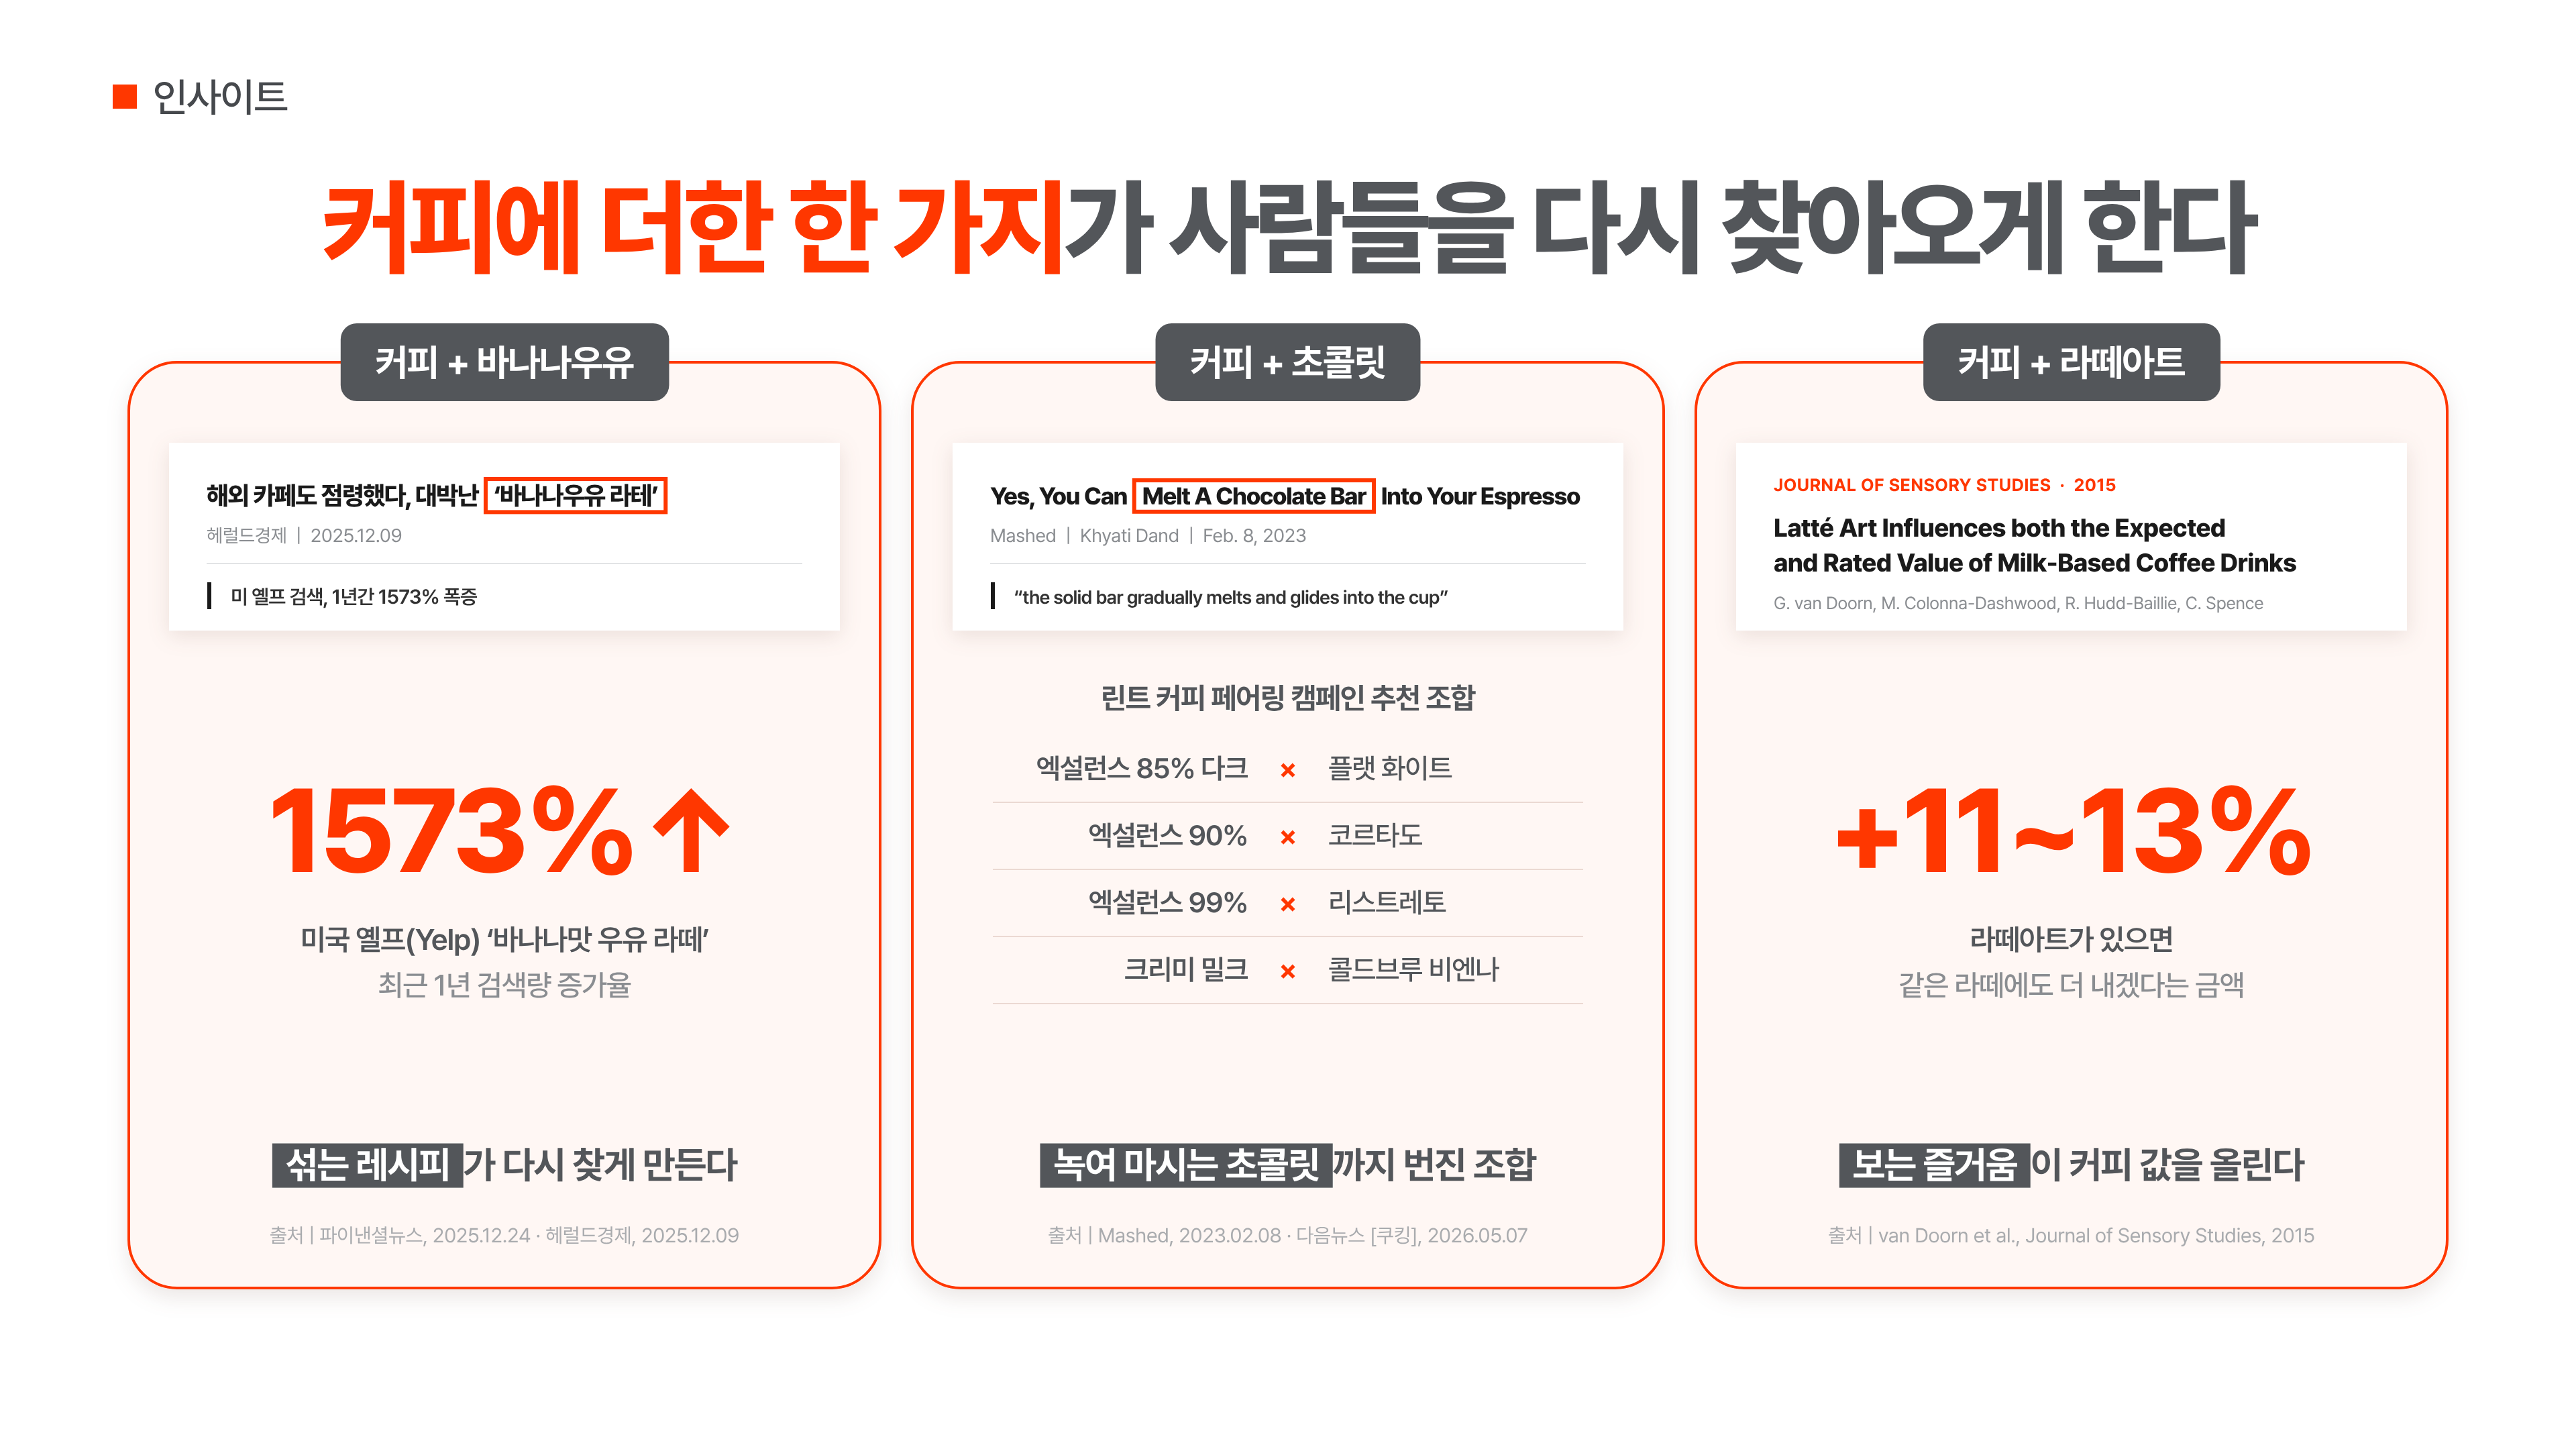 인사이트
커피에 더한 한 가지가 사람들을 다시 찾아오게 한다
커피 + 바나나우유
해외 카페도 점령했다, 대박난 ‘바나나우유 라테’
헤럴드경제 | 2025.12.09
미 옐프 검색, 1년간 1573% 폭증
1573%↑
미국 옐프(Yelp) ‘바나나맛 우유 라떼’
최근 1년 검색량 증가율
섞는 레시피가 다시 찾게 만든다
출처 | 파이낸셜뉴스, 2025.12.24 · 헤럴드경제, 2025.12.09
커피 + 초콜릿
Yes, You Can Melt A Chocolate Bar Into Your Espresso
Mashed | Khyati Dand | Feb. 8, 2023
“the solid bar gradually melts and glides into the cup”
린트 커피 페어링 캠페인 추천 조합
엑설런스 85% 다크 × 플랫 화이트
엑설런스 90% × 코르타도
엑설런스 99% × 리스트레토
크리미 밀크 × 콜드브루 비엔나
녹여 마시는 초콜릿까지 번진 조합
출처 | Mashed, 2023.02.08 · 다음뉴스 [쿠킹], 2026.05.07
커피 + 라떼아트
JOURNAL OF SENSORY STUDIES · 2015
Latté Art Influences both the Expected
and Rated Value of Milk-Based Coffee Drinks
G. van Doorn, M. Colonna-Dashwood, R. Hudd-Baillie, C. Spence
+11~13%
라떼아트가 있으면
같은 라떼에도 더 내겠다는 금액
보는 즐거움이 커피 값을 올린다
출처 | van Doorn et al., Journal of Sensory Studies, 2015